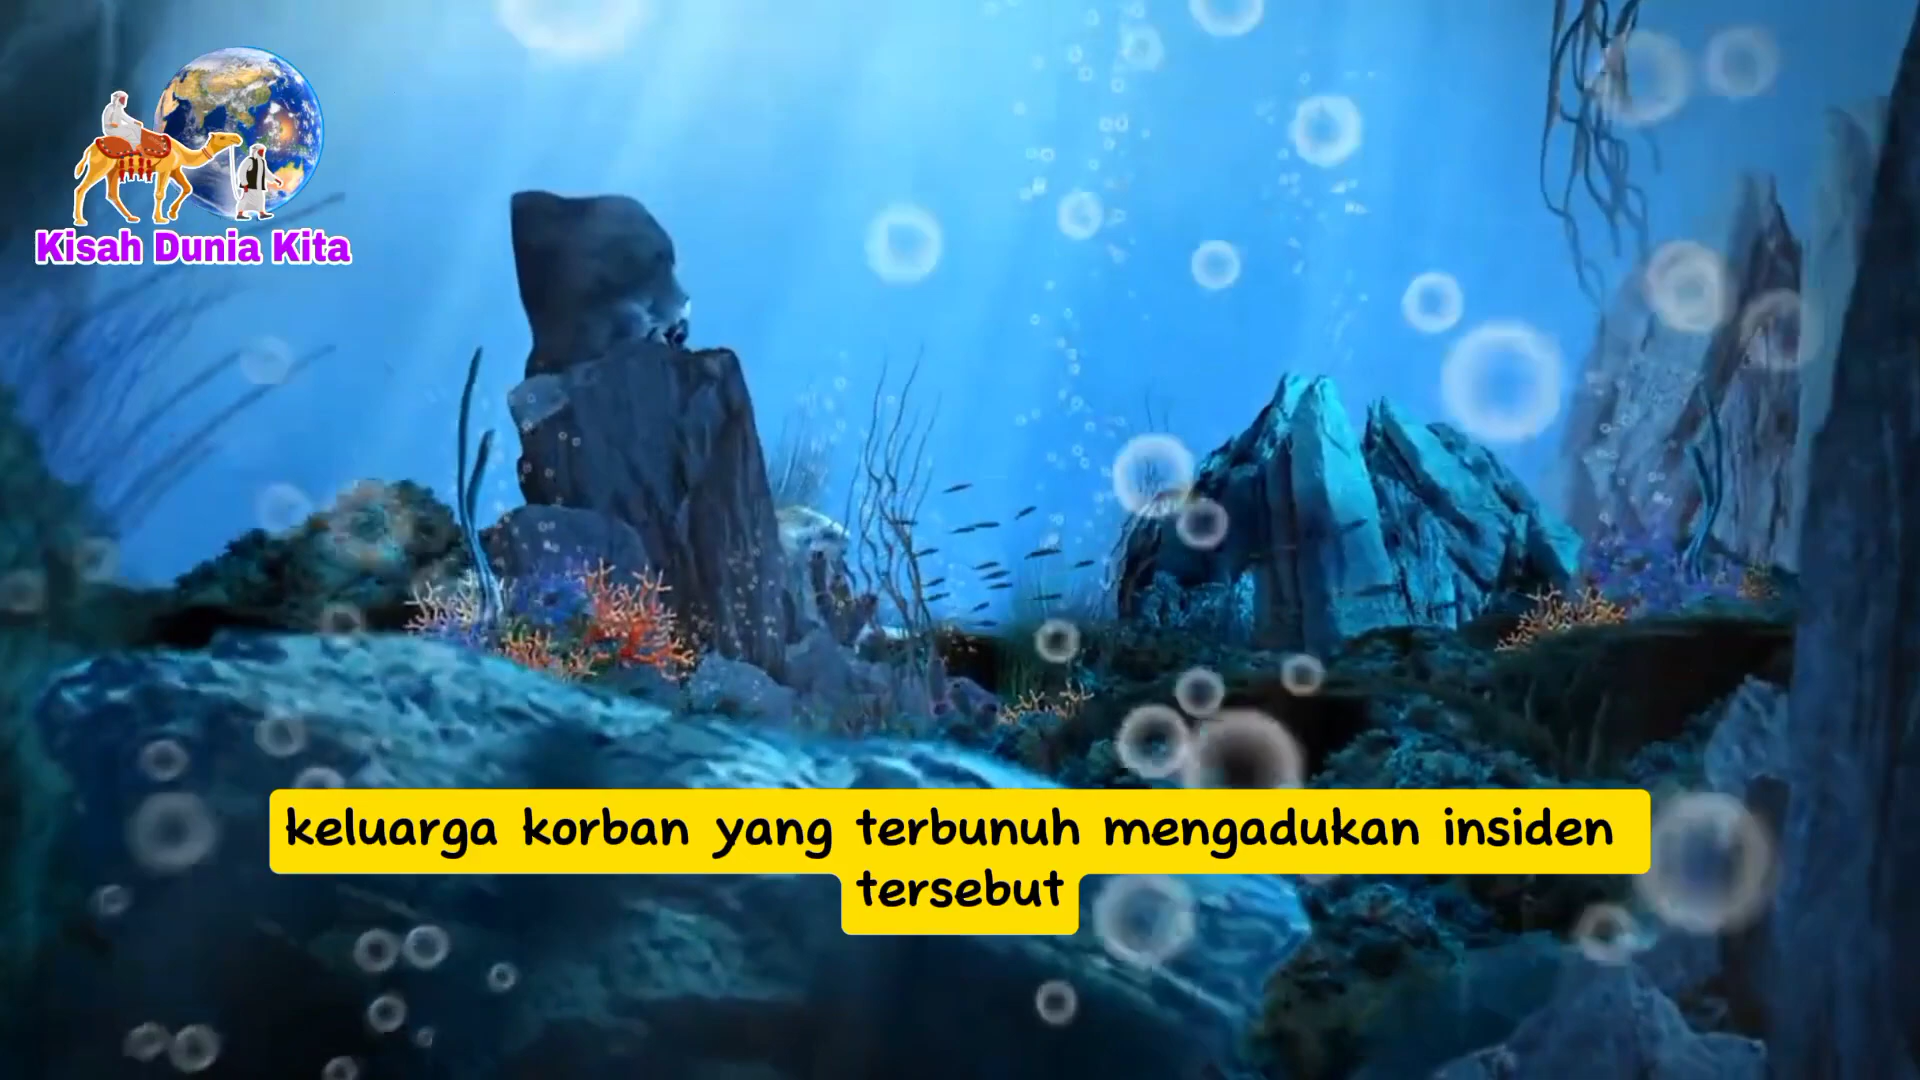 Kisah Dunia Kita
keluarga korban yang terbunuh mengadukan insiden
tersebut